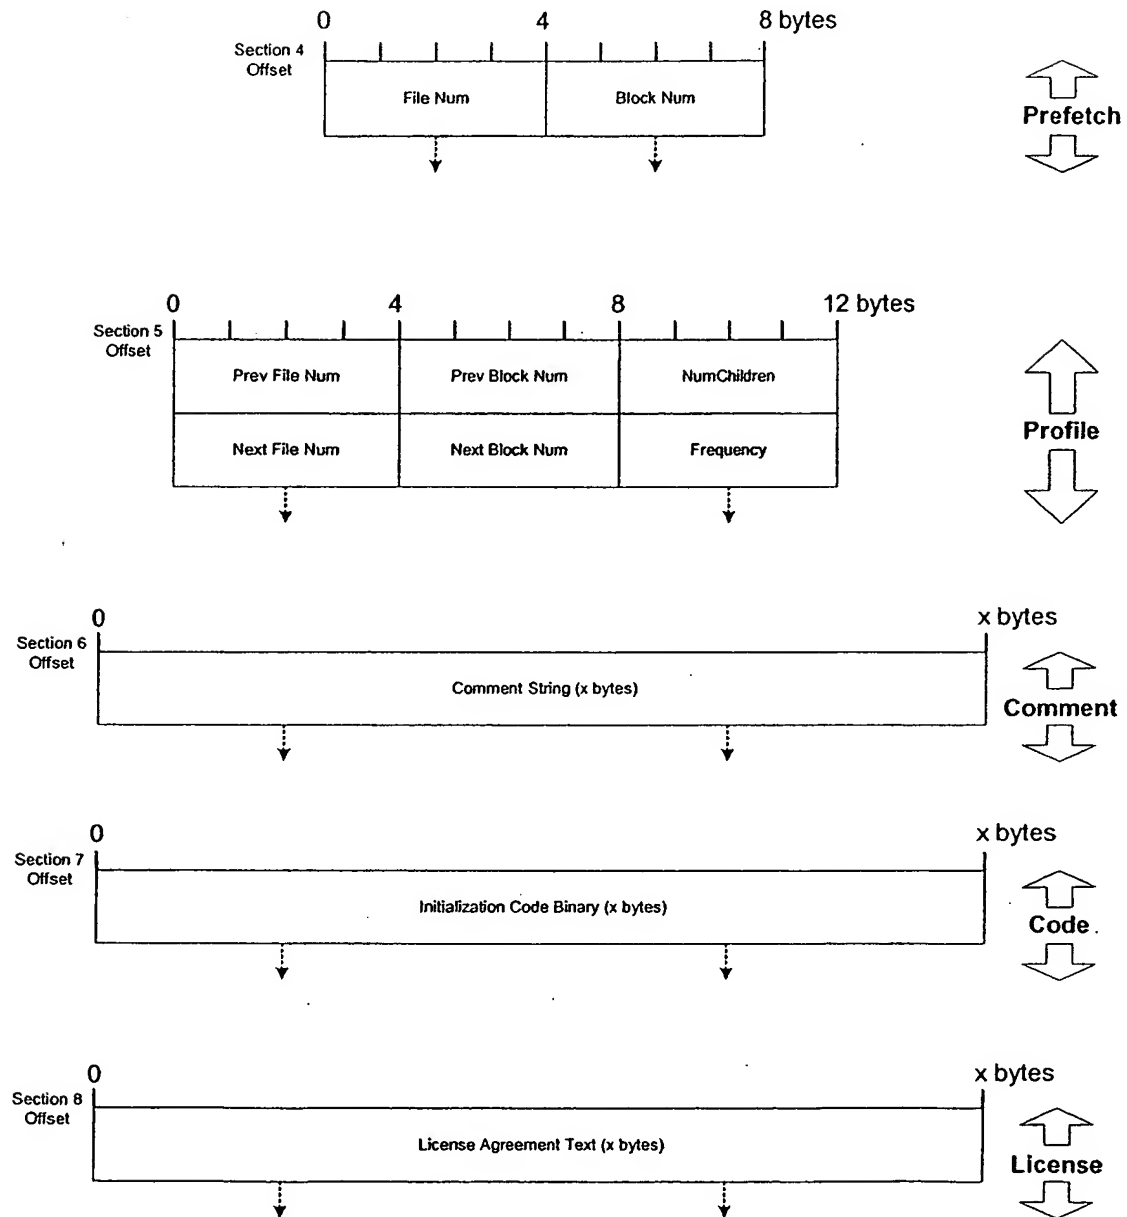 0 4 8 bytes
Section 4
Offset
File Num Block Num
Prefetch
0 4 8 12 bytes
Section 5
Offset
Prev File Num Prev Block Num NumChildren
Next File Num Next Block Num Frequency
Profile
0 x bytes
Section 6
Offset
Comment String (x bytes)
Comment
0 x bytes
Section 7
Offset
Initialization Code Binary (x bytes)
Code
0 x bytes
Section 8
Offset
License Agreement Text (x bytes)
License